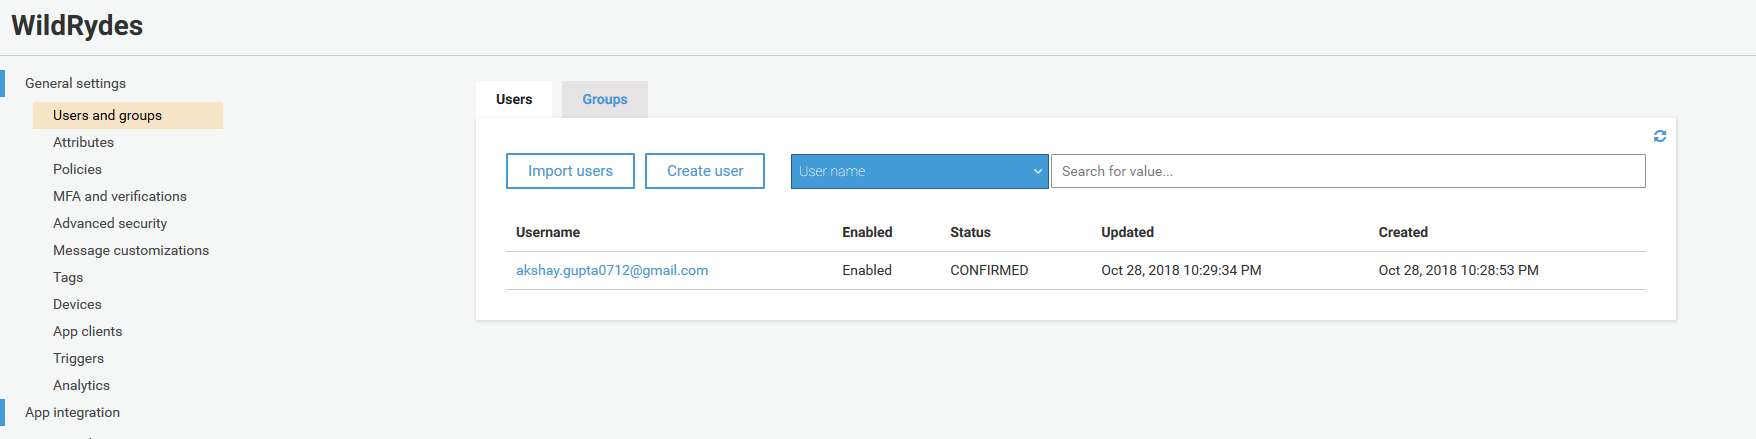 WildRydes
General settings
Users and groups
Attributes
Policies
MFA and verifications
Advanced security
Message customizations
Tags
Devices
App clients
Triggers
Analytics
App integration
Users Groups
Import users Create user User name Search for value...
Username Enabled Status Updated Created
akshay.gupta0712@gmail.com Enabled CONFIRMED Oct 28, 2018 10:29:34 PM Oct 28, 2018 10:28:53 PM